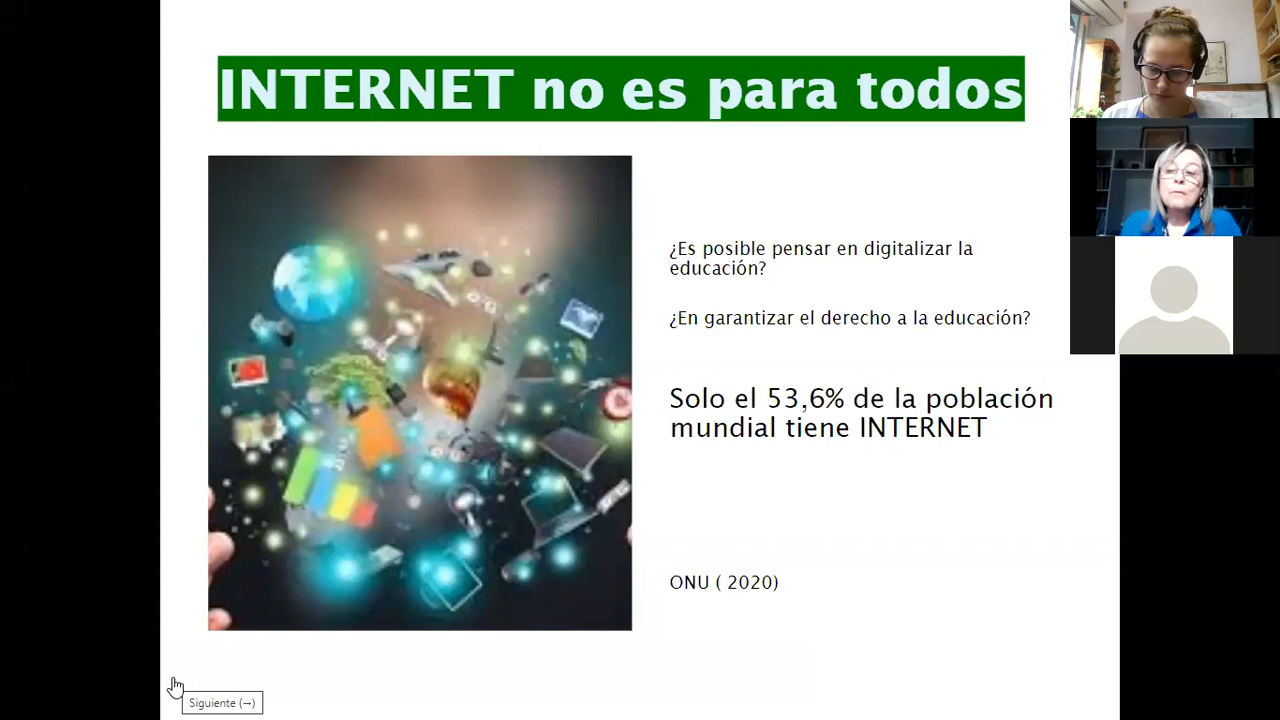 INTERNET no es para todos
¿Es posible pensar en digitalizar la
educación?
¿En garantizar el derecho a la educación?
Solo el 53,6% de la población
mundial tiene INTERNET
ONU ( 2020)
Siguiente (→)